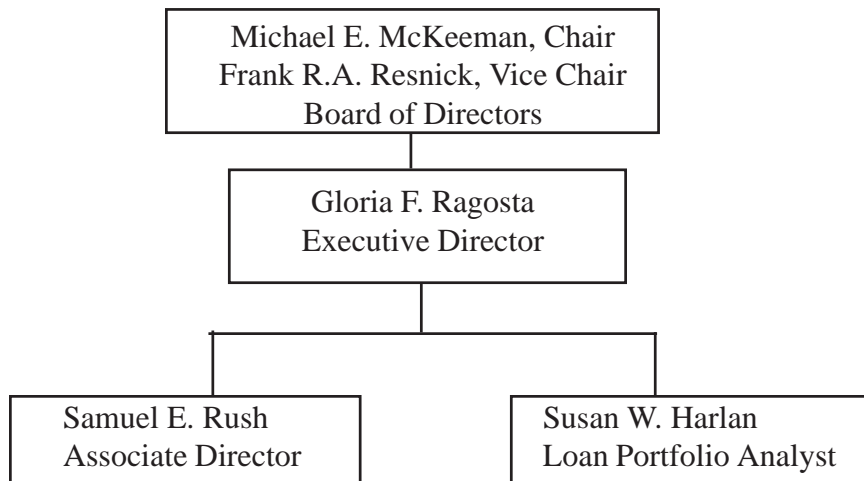 Michael E. McKeeman, Chair
Frank R.A. Resnick, Vice Chair
Board of Directors
Gloria F. Ragosta
Executive Director
Samuel E. Rush
Associate Director
Susan W. Harlan
Loan Portfolio Analyst